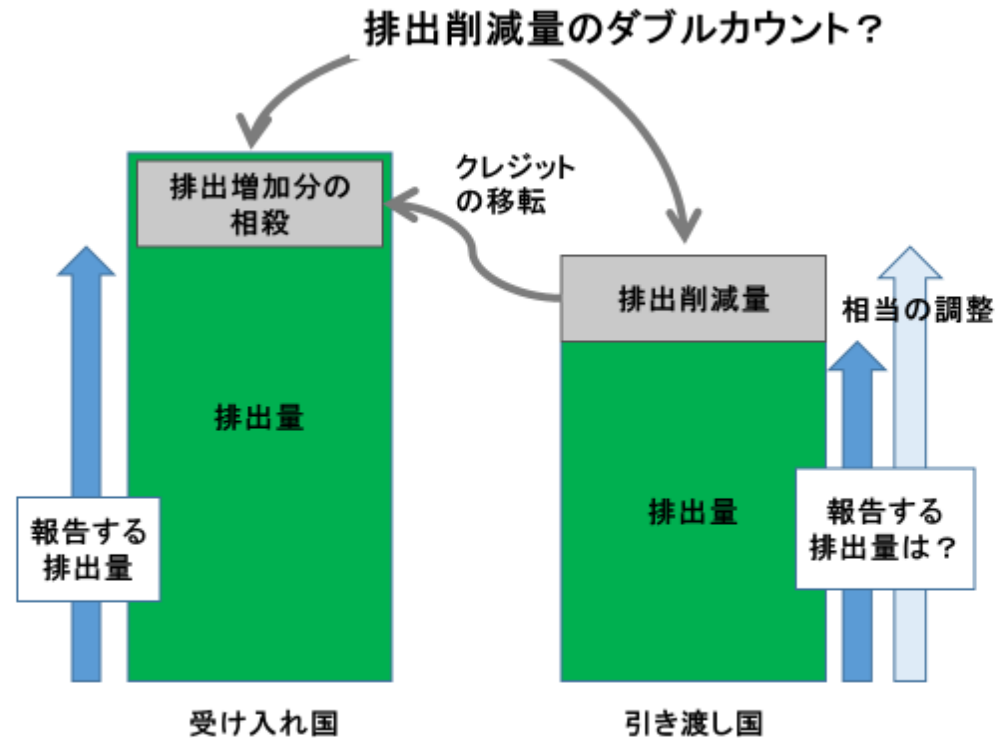 排出削減量のダブルカウント？
クレジット
の移転
排出増加分の
相殺
排出削減量
相当の調整
排出量
排出量
報告する
排出量
報告する
排出量は？
受け入れ国
引き渡し国